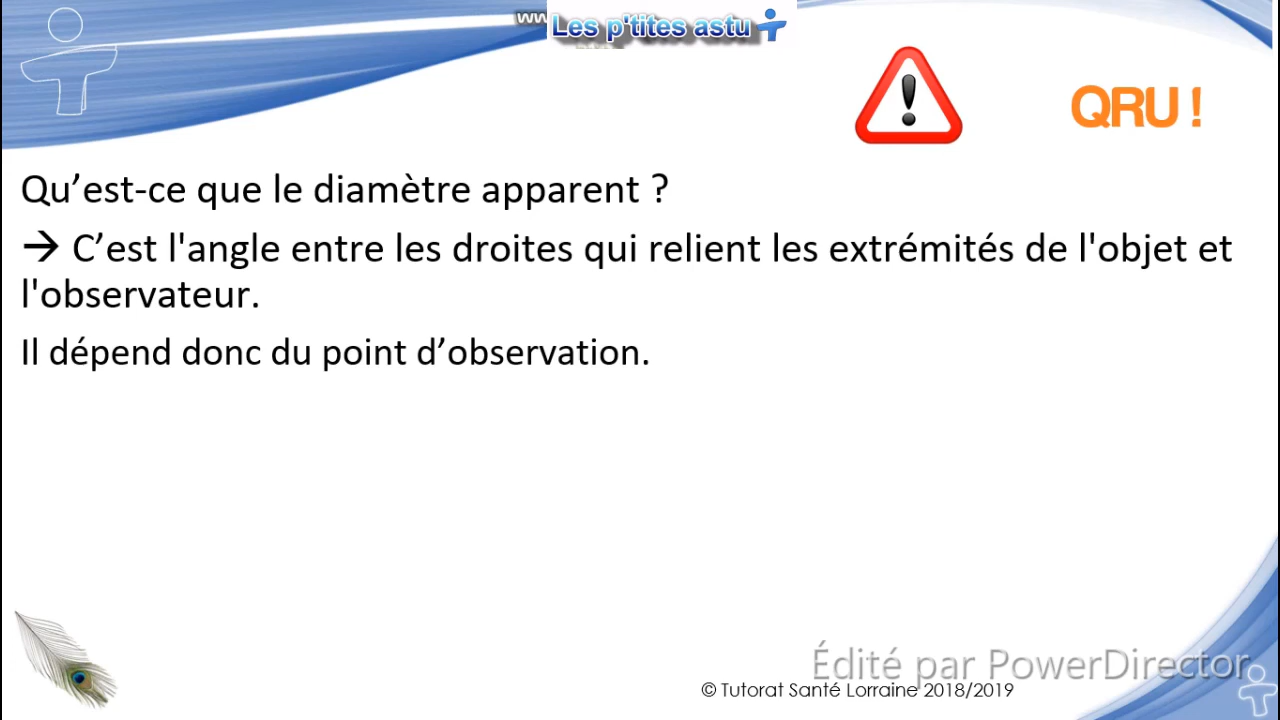 Les p'tites astu
QRU !
Qu’est-ce que le diamètre apparent ?
→ C’est l'angle entre les droites qui relient les extrémités de l'objet et
l'observateur.
Il dépend donc du point d’observation.
Édité par PowerDirector
© Tutorat Santé Lorraine 2018/2019